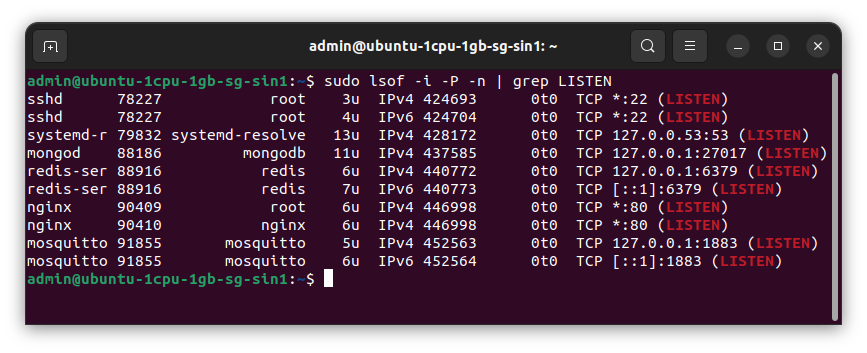 admin@ubuntu-1cpu-1gb-sg-sin1: ~
admin@ubuntu-1cpu-1gb-sg-sin1:~$ sudo lsof -i -P -n | grep LISTEN
sshd      78227            root    3u  IPv4 424693      0t0  TCP *:22 (LISTEN)
sshd      78227            root    4u  IPv6 424704      0t0  TCP *:22 (LISTEN)
systemd-r 79832 systemd-resolve   13u  IPv4 428172      0t0  TCP 127.0.0.53:53 (LISTEN)
mongod    88186         mongodb   11u  IPv4 437585      0t0  TCP 127.0.0.1:27017 (LISTEN)
redis-ser 88916           redis    6u  IPv4 440772      0t0  TCP 127.0.0.1:6379 (LISTEN)
redis-ser 88916           redis    7u  IPv6 440773      0t0  TCP [::1]:6379 (LISTEN)
nginx     90409            root    6u  IPv4 446998      0t0  TCP *:80 (LISTEN)
nginx     90410           nginx    6u  IPv4 446998      0t0  TCP *:80 (LISTEN)
mosquitto 91855       mosquitto    5u  IPv4 452563      0t0  TCP 127.0.0.1:1883 (LISTEN)
mosquitto 91855       mosquitto    6u  IPv6 452564      0t0  TCP [::1]:1883 (LISTEN)
admin@ubuntu-1cpu-1gb-sg-sin1:~$